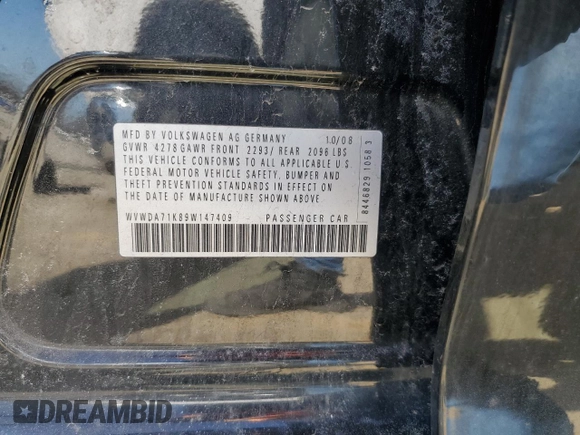 MFD BY VOLKSWAGEN AG GERMANY 10/08
GVWR 4278 GAWR FRONT 2293/ REAR 2096 LBS
THIS VEHICLE CONFORMS TO ALL APPLICABLE U.S.
FEDERAL MOTOR VEHICLE SAFETY, BUMPER AND
THEFT PREVENTION STANDARDS IN EFFECT ON
THE DATE OF MANUFACTURE SHOWN ABOVE.
WVWDA71K89W147409 PASSENGER CAR
8446829 1058 3
DREAMBID